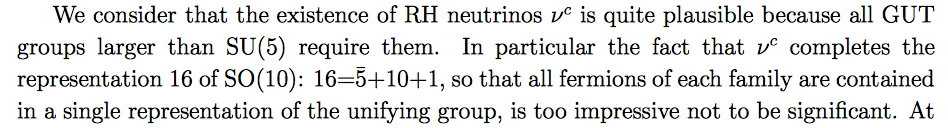 We consider that the existence of RH neutrinos νᶜ is quite plausible because all GUT
groups larger than SU(5) require them. In particular the fact that νᶜ completes the
representation 16 of SO(10): 16=5̄+10+1, so that all fermions of each family are contained
in a single representation of the unifying group, is too impressive not to be significant. At